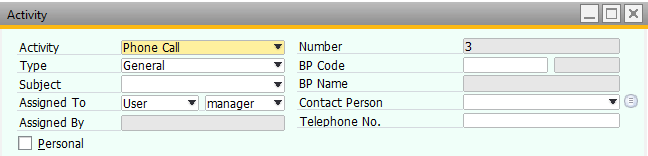 Activity
Activity Phone Call Number 3
Type General BP Code
Subject BP Name
Assigned To User manager Contact Person
Assigned By Telephone No.
Personal